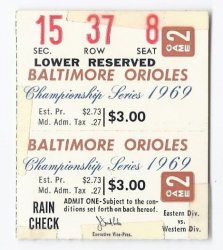 15 37 8
SEC. ROW SEAT
LOWER RESERVED
BALTIMORE ORIOLES
Championship Series 1969
Est. Pr. $2.73
Md. Adm. Tax .27
$3.00
GAME 2
BALTIMORE ORIOLES
Championship Series 1969
Est. Pr. $2.73
Md. Adm. Tax .27
$3.00
GAME 2
RAIN CHECK
ADMIT ONE-Subject to the conditions set forth on back hereof.
Executive Vice-Pres.
Eastern Div. vs. Western Div.